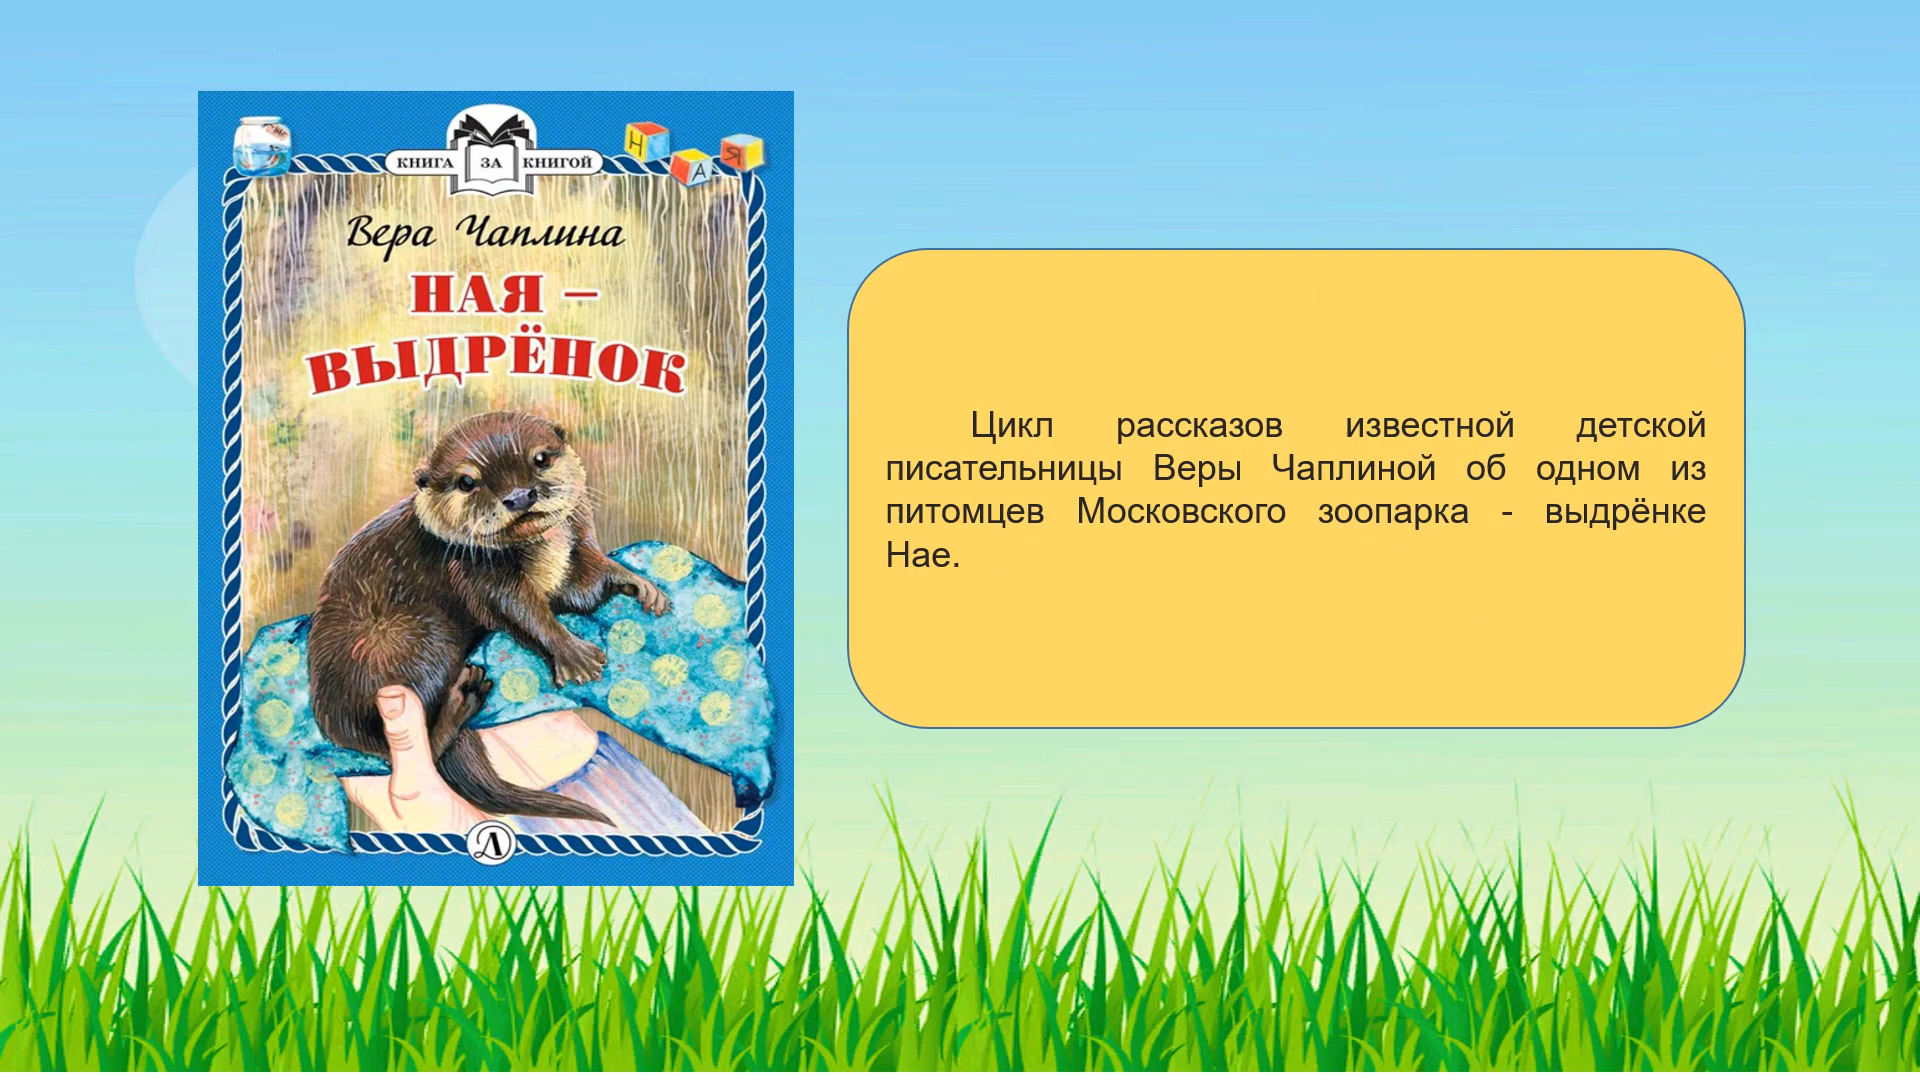 КНИГА ЗА КНИГОЙ
Н
А
Я
Вера Чаплина
НАЯ –
ВЫДРЁНОК
Л
Цикл рассказов известной детской
писательницы Веры Чаплиной об одном из
питомцев Московского зоопарка - выдрёнке
Нае.